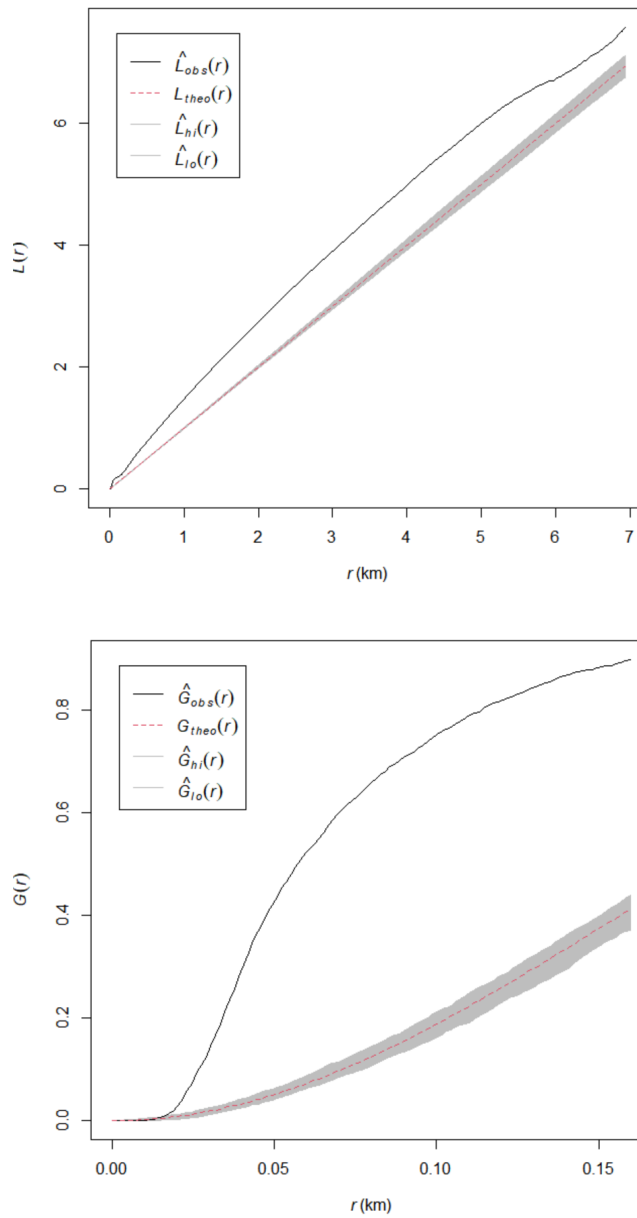 L̂obs(r)
Ltheo(r)
L̂hi(r)
L̂lo(r)
L(r)
6
4
2
0
0 1 2 3 4 5 6 7
r (km)
Ĝobs(r)
Gtheo(r)
Ĝhi(r)
Ĝlo(r)
G(r)
0.8
0.6
0.4
0.2
0.0
0.00 0.05 0.10 0.15
r (km)